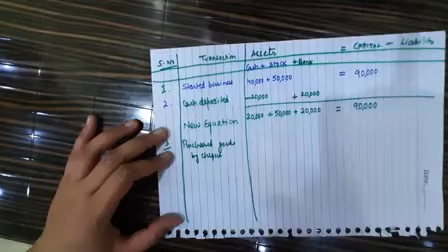 S.No Transaction Assets = CAPITAL + Liabilities
Cash + Stock + Bank
1. Started business 40,000 + 50,000 = 90,000
2. Cash deposited -20,000 + 20,000
New Equation 20,000 + 50,000 + 20,000 = 90,000
3 Purchased goods
by cheque
Date